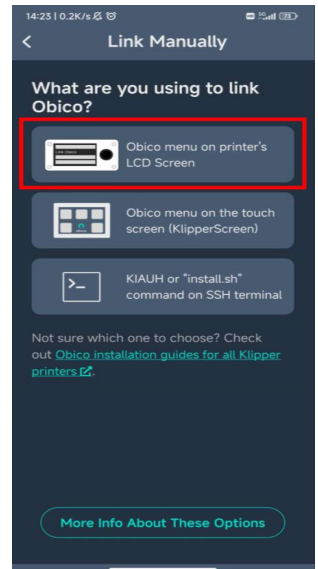 14:23 | 0.2K/s
Link Manually
What are you using to link
Obico?
Obico menu on printer's
LCD Screen
Obico menu on the touch
screen (KlipperScreen)
KIAUH or "install.sh"
command on SSH terminal
Not sure which one to choose? Check
out Obico installation guides for all Klipper
printers.
More Info About These Options